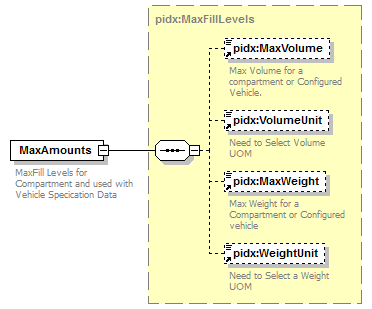 pidx:MaxFillLevels
pidx:MaxVolume
Max Volume for a
compartment or Configured
Vehicle.
pidx:VolumeUnit
Need to Select Volume
UOM
MaxAmounts
MaxFill Levels for
Compartment and used with
Vehicle Specication Data
pidx:MaxWeight
Max Weight for a
Compartment or Configured
vehicle
pidx:WeightUnit
Need to Select a Weight
UOM